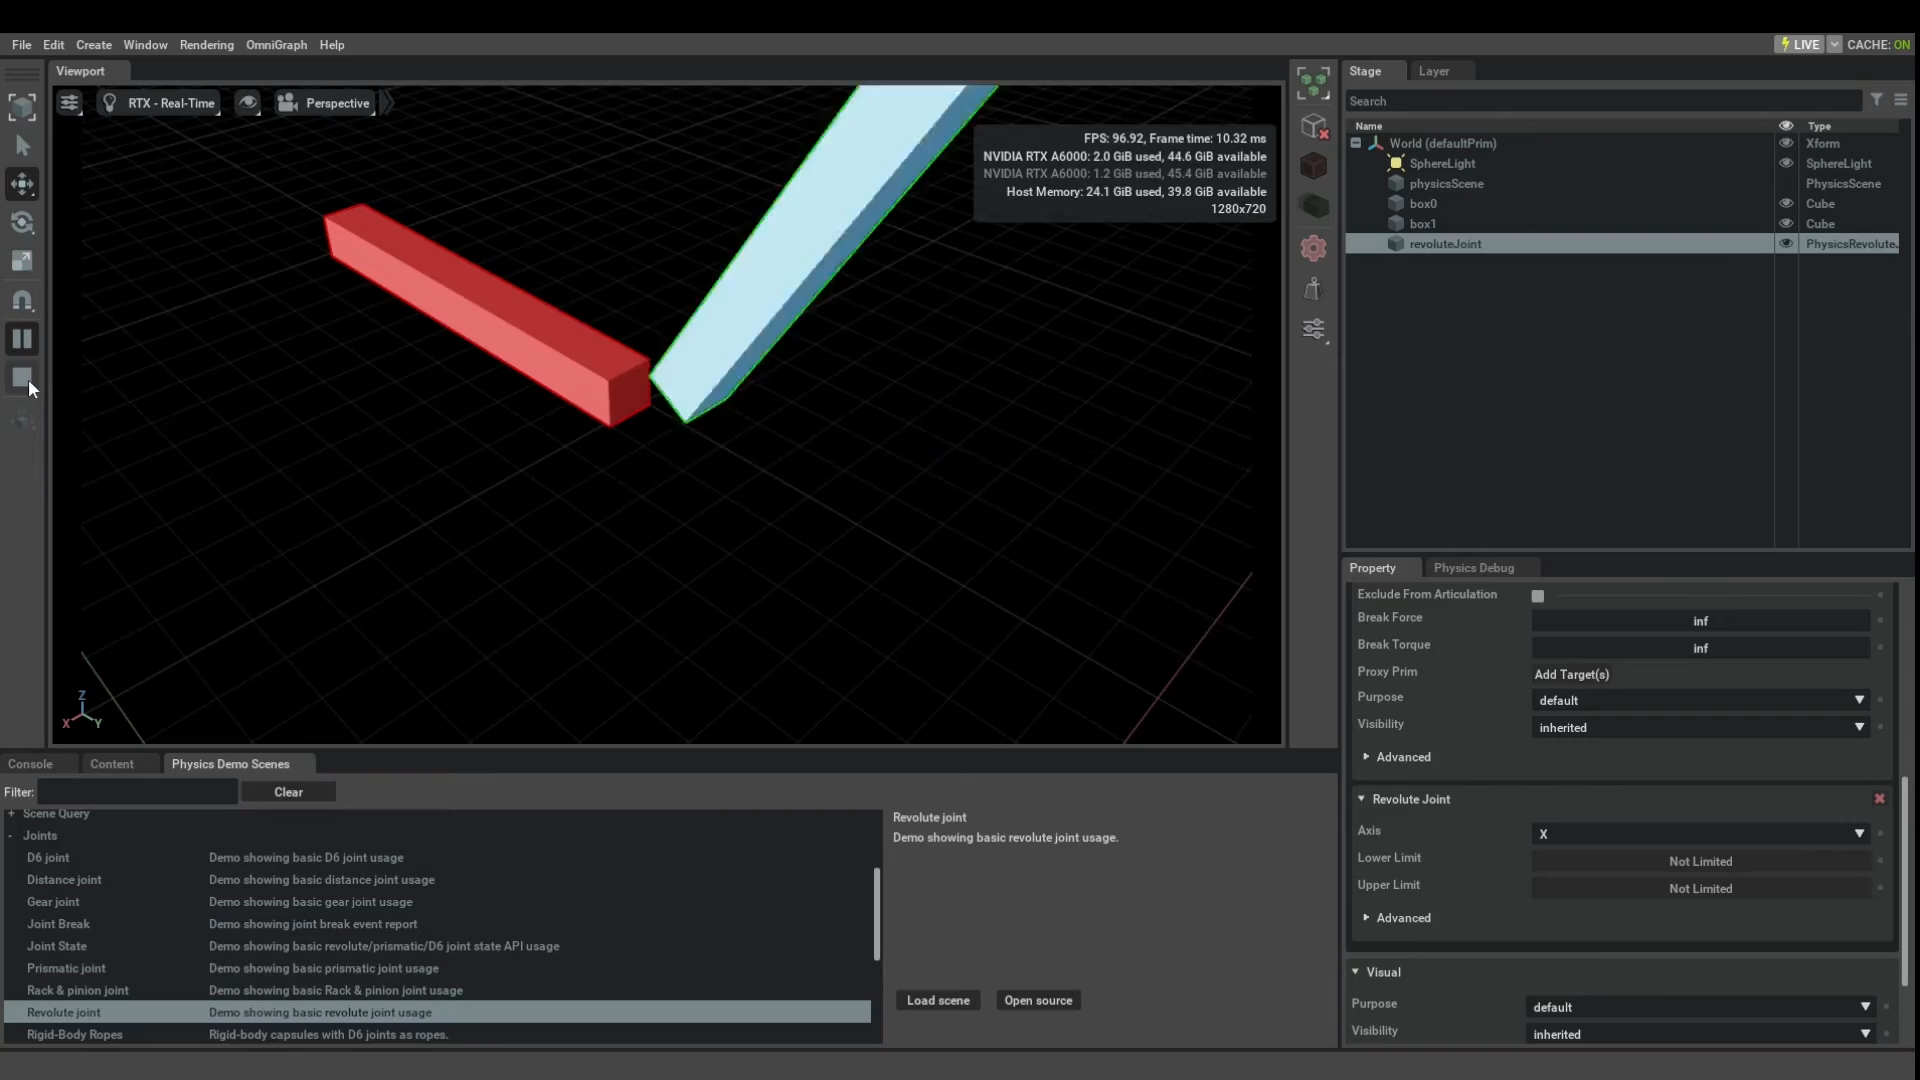 File Edit Create Window Rendering OmniGraph Help
LIVE CACHE: ON
Viewport
RTX - Real-Time Perspective
FPS: 96.92, Frame time: 10.32 ms
NVIDIA RTX A6000: 2.0 GiB used, 44.6 GiB available
NVIDIA RTX A6000: 1.2 GiB used, 45.4 GiB available
Host Memory: 24.1 GiB used, 39.8 GiB available
1280x720
Z
X Y
Stage Layer
Search
Name Type
World (defaultPrim) Xform
SphereLight SphereLight
physicsScene PhysicsScene
box0 Cube
box1 Cube
revoluteJoint PhysicsRevolute.
Property Physics Debug
Exclude From Articulation
Break Force inf
Break Torque inf
Proxy Prim Add Target(s)
Purpose default
Visibility inherited
Advanced
Revolute Joint
Axis X
Lower Limit Not Limited
Upper Limit Not Limited
Advanced
Visual
Purpose default
Visibility inherited
Console Content Physics Demo Scenes
Filter: Clear
+ Scene Query
- Joints
D6 joint Demo showing basic D6 joint usage
Distance joint Demo showing basic distance joint usage
Gear joint Demo showing basic gear joint usage
Joint Break Demo showing joint break event report
Joint State Demo showing basic revolute/prismatic/D6 joint state API usage
Prismatic joint Demo showing basic prismatic joint usage
Rack & pinion joint Demo showing basic Rack & pinion joint usage
Revolute joint Demo showing basic revolute joint usage
Rigid-Body Ropes Rigid-body capsules with D6 joints as ropes.
Revolute joint
Demo showing basic revolute joint usage.
Load scene Open source